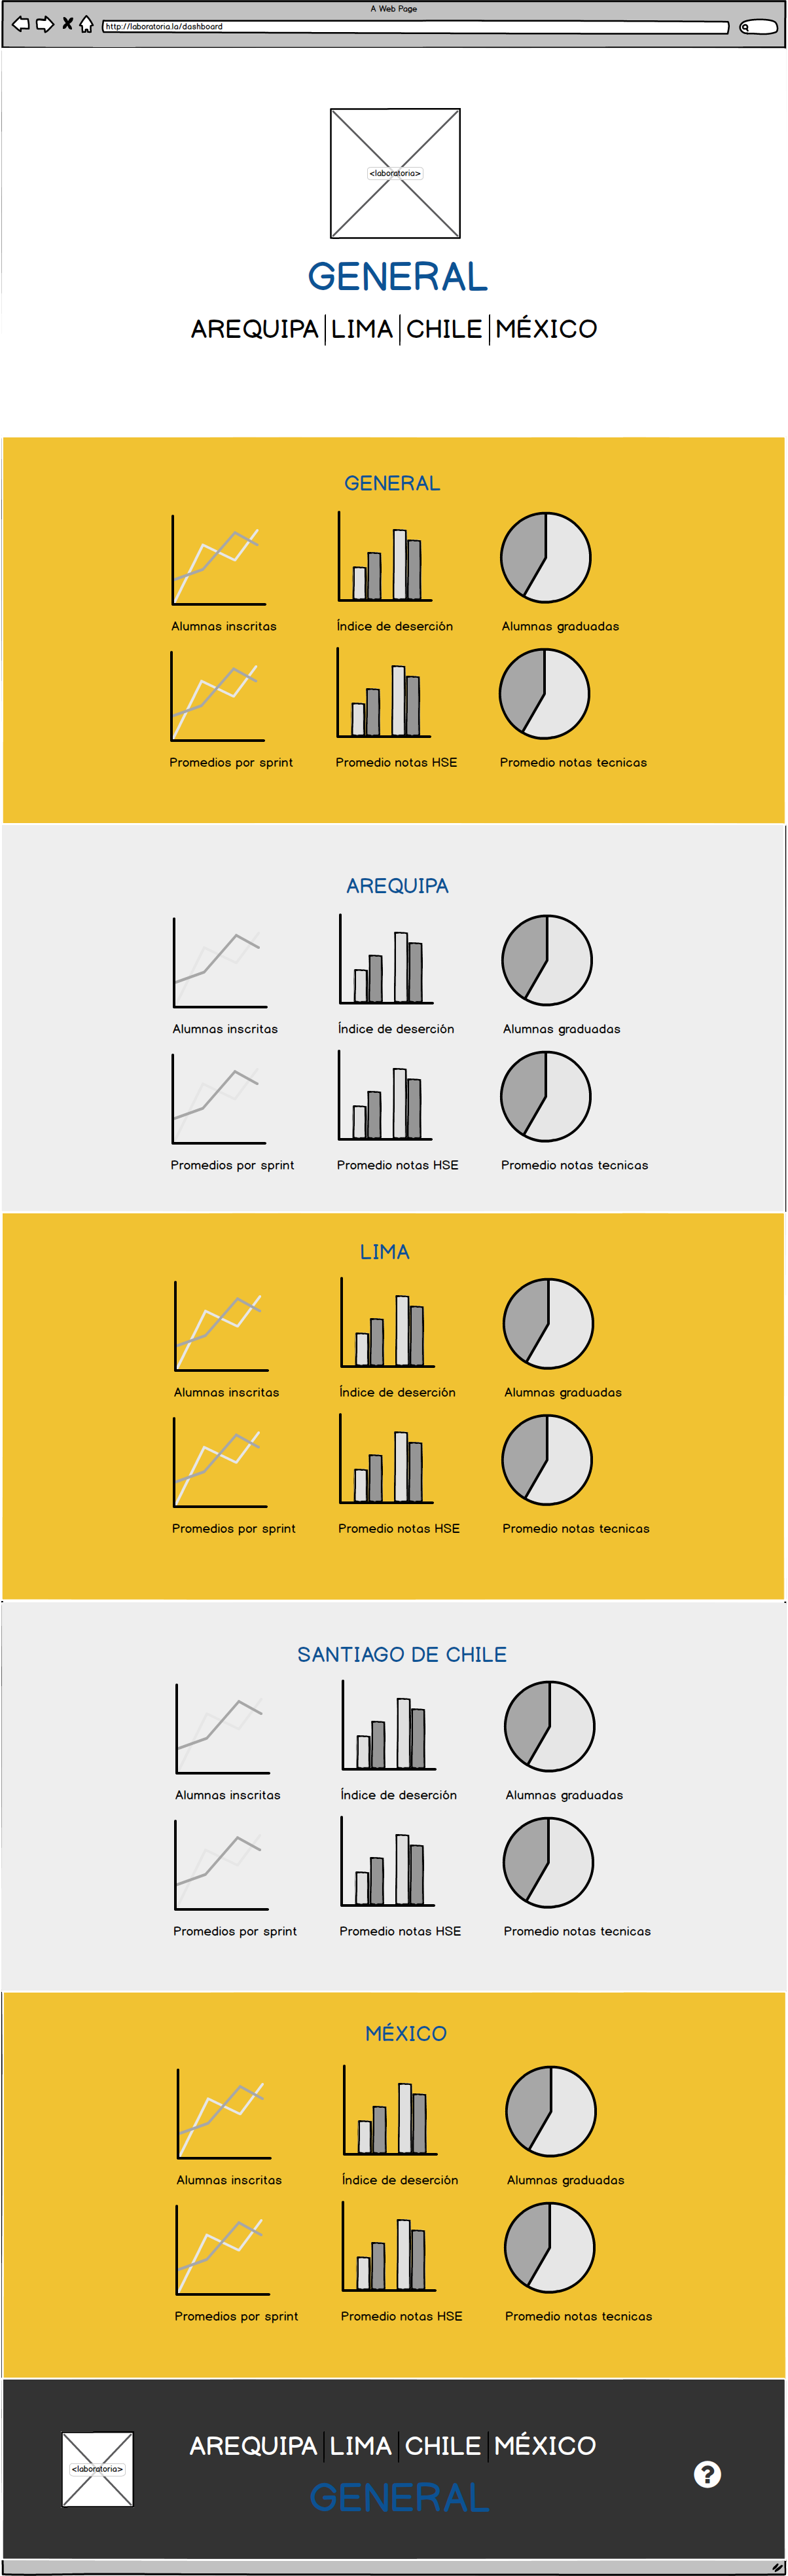 A Web Page
http://laboratoria.la/dashboard
<laboratoria>
GENERAL
AREQUIPA LIMA CHILE MÉXICO
GENERAL
Alumnas inscritas Índice de deserción Alumnas graduadas
Promedios por sprint Promedio notas HSE Promedio notas tecnicas
AREQUIPA
Alumnas inscritas Índice de deserción Alumnas graduadas
Promedios por sprint Promedio notas HSE Promedio notas tecnicas
LIMA
Alumnas inscritas Índice de deserción Alumnas graduadas
Promedios por sprint Promedio notas HSE Promedio notas tecnicas
SANTIAGO DE CHILE
Alumnas inscritas Índice de deserción Alumnas graduadas
Promedios por sprint Promedio notas HSE Promedio notas tecnicas
MÉXICO
Alumnas inscritas Índice de deserción Alumnas graduadas
Promedios por sprint Promedio notas HSE Promedio notas tecnicas
AREQUIPA LIMA CHILE MÉXICO
<laboratoria>
?
GENERAL